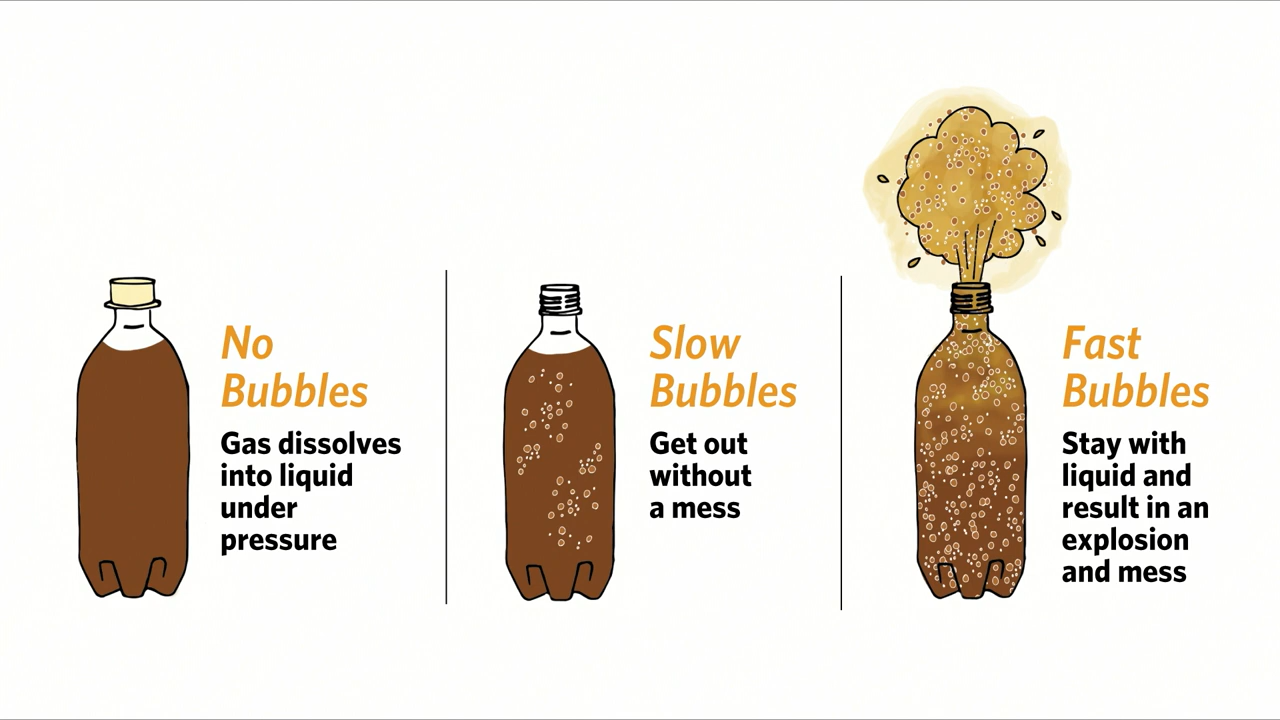 No
Bubbles
Gas dissolves
into liquid
under
pressure
Slow
Bubbles
Get out
without
a mess
Fast
Bubbles
Stay with
liquid and
result in an
explosion
and mess